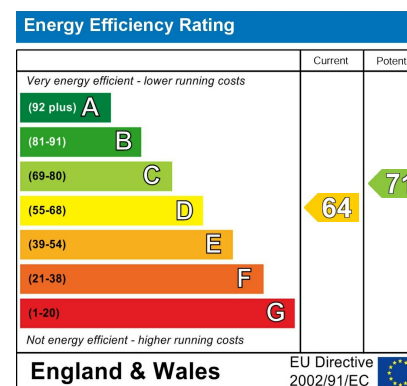 Energy Efficiency Rating
Current Potent
Very energy efficient - lower running costs
(92 plus) A
(81-91) B
(69-80) C
71
(55-68) D
64
(39-54) E
(21-38) F
(1-20) G
Not energy efficient - higher running costs
England & Wales
EU Directive
2002/91/EC